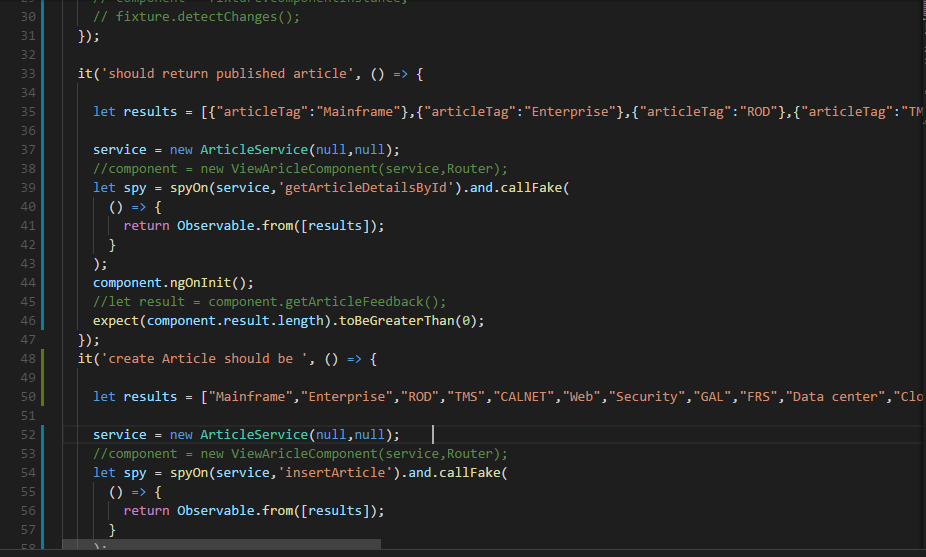 29 // component = fixture.componentInstance;
30 // fixture.detectChanges();
31 });
32
33 it('should return published article', () => {
34
35 let results = [{"articleTag":"Mainframe"},{"articleTag":"Enterprise"},{"articleTag":"ROD"},{"articleTag":"TM
36
37 service = new ArticleService(null,null);
38 //component = new ViewAricleComponent(service,Router);
39 let spy = spyOn(service,'getArticleDetailsById').and.callFake(
40 () => {
41 return Observable.from([results]);
42 }
43 );
44 component.ngOnInit();
45 //let result = component.getArticleFeedback();
46 expect(component.result.length).toBeGreaterThan(0);
47 });
48 it('create Article should be ', () => {
49
50 let results = ["Mainframe","Enterprise","ROD","TMS","CALNET","Web","Security","GAL","FRS","Data center","Clo
51
52 service = new ArticleService(null,null);
53 //component = new ViewAricleComponent(service,Router);
54 let spy = spyOn(service,'insertArticle').and.callFake(
55 () => {
56 return Observable.from([results]);
57 }
58 );